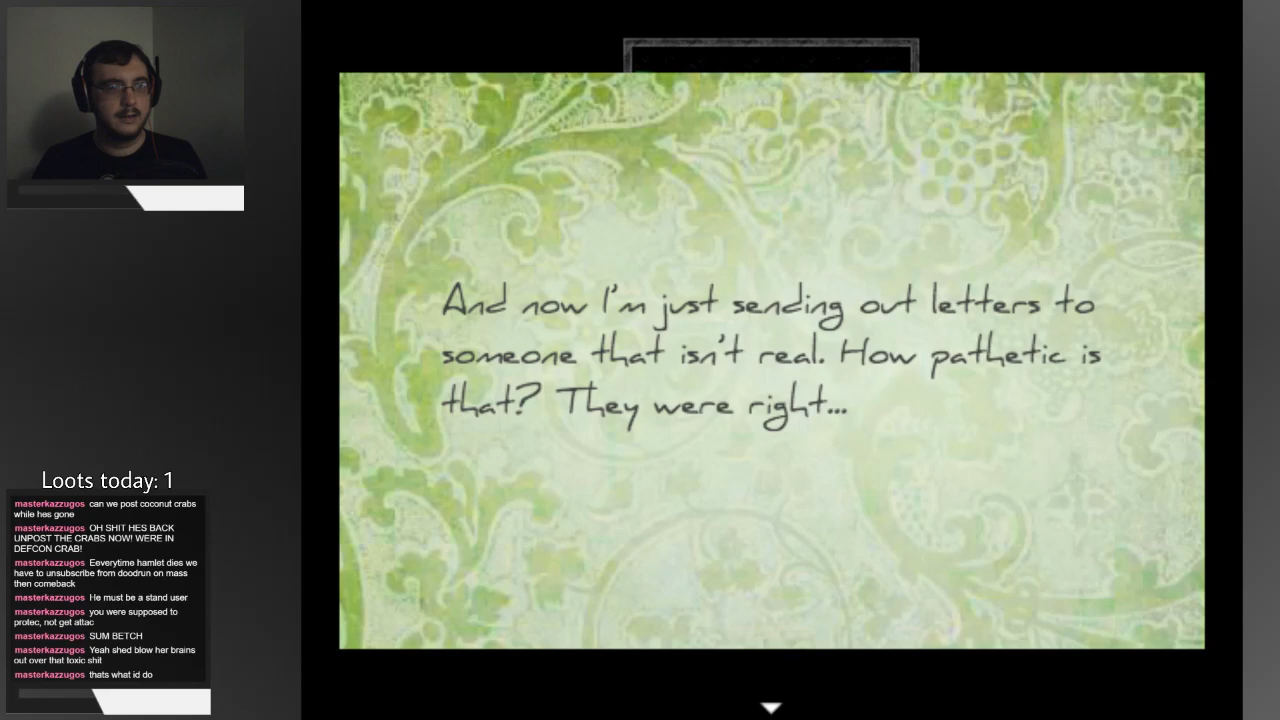 And now I'm just sending out letters to
someone that isn't real. How pathetic is
that? They were right...
Loots today: 1
masterkazzugos can we post coconut crabs
while hes gone
masterkazzugos OH SHIT HES BACK
UNPOST THE CRABS NOW! WERE IN
DEFCON CRAB!
masterkazzugos Eeverytime hamlet dies we
have to unsubscribe from doodrun on mass
then comeback
masterkazzugos He must be a stand user
masterkazzugos you were supposed to
protec, not get attac
masterkazzugos SUM BETCH
masterkazzugos Yeah shed blow her brains
out over that toxic shit
masterkazzugos thats what id do